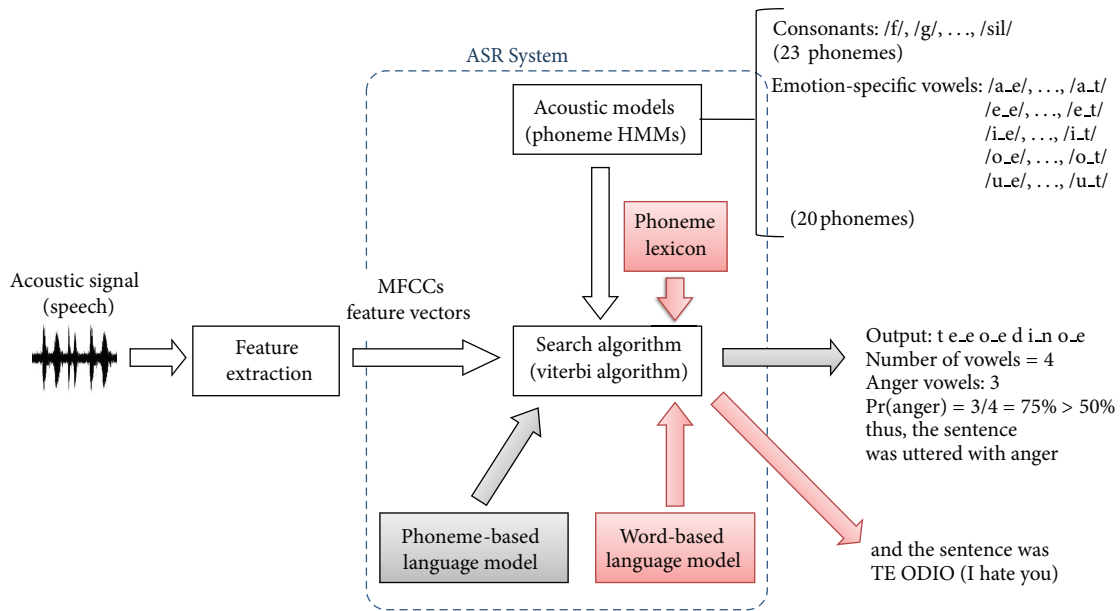 Consonants: /f/, /g/, . . ., /sil/
(23 phonemes)
ASR System
Emotion-specific vowels: /a_e/, . . ., /a_t/
/e_e/, . . ., /e_t/
/i_e/, . . ., /i_t/
/o_e/, . . ., /o_t/
/u_e/, . . ., /u_t/
(20 phonemes)
Acoustic models
(phoneme HMMs)
Phoneme
lexicon
Acoustic signal
(speech)
MFCCs
feature vectors
Feature
extraction
Search algorithm
(viterbi algorithm)
Output: t e_e o_e d i_n o_e
Number of vowels = 4
Anger vowels: 3
Pr(anger) = 3/4 = 75% > 50%
thus, the sentence
was uttered with anger
Phoneme-based
language model
Word-based
language model
and the sentence was
TE ODIO (I hate you)